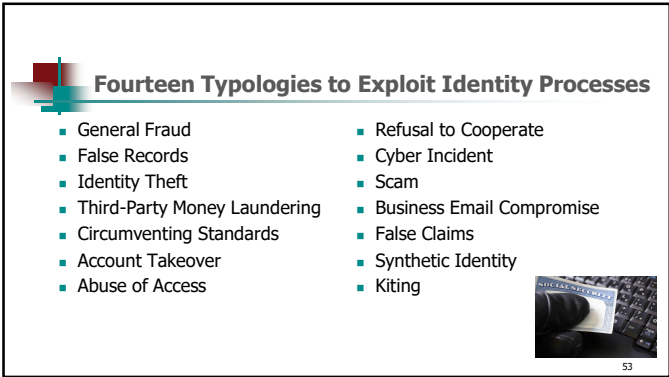 Fourteen Typologies to Exploit Identity Processes
General Fraud
False Records
Identity Theft
Third-Party Money Laundering
Circumventing Standards
Account Takeover
Abuse of Access
Refusal to Cooperate
Cyber Incident
Scam
Business Email Compromise
False Claims
Synthetic Identity
Kiting
SOCIAL SECURITY
53